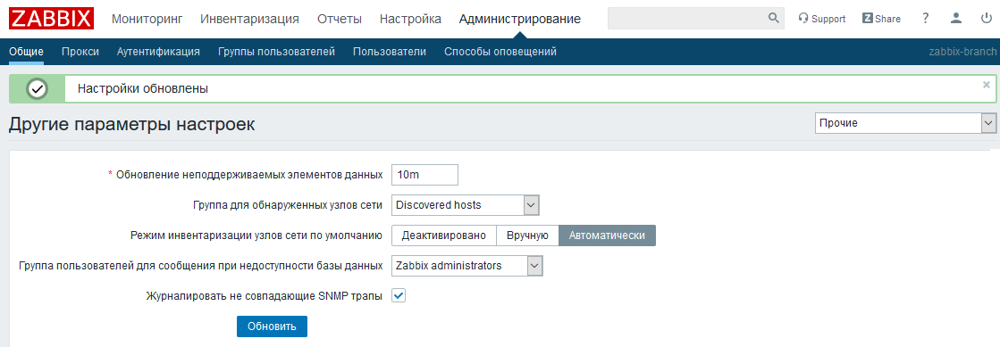 ZABBIX Мониторинг Инвентаризация Отчеты Настройка Администрирование Support Z Share ?
Общие Прокси Аутентификация Группы пользователей Пользователи Способы оповещений zabbix-branch
Настройки обновлены
Другие параметры настроек Прочие
* Обновление неподдерживаемых элементов данных 10m
Группа для обнаруженных узлов сети Discovered hosts
Режим инвентаризации узлов сети по умолчанию Деактивировано Вручную Автоматически
Группа пользователей для сообщения при недоступности базы данных Zabbix administrators
Журналировать не совпадающие SNMP трапы
Обновить